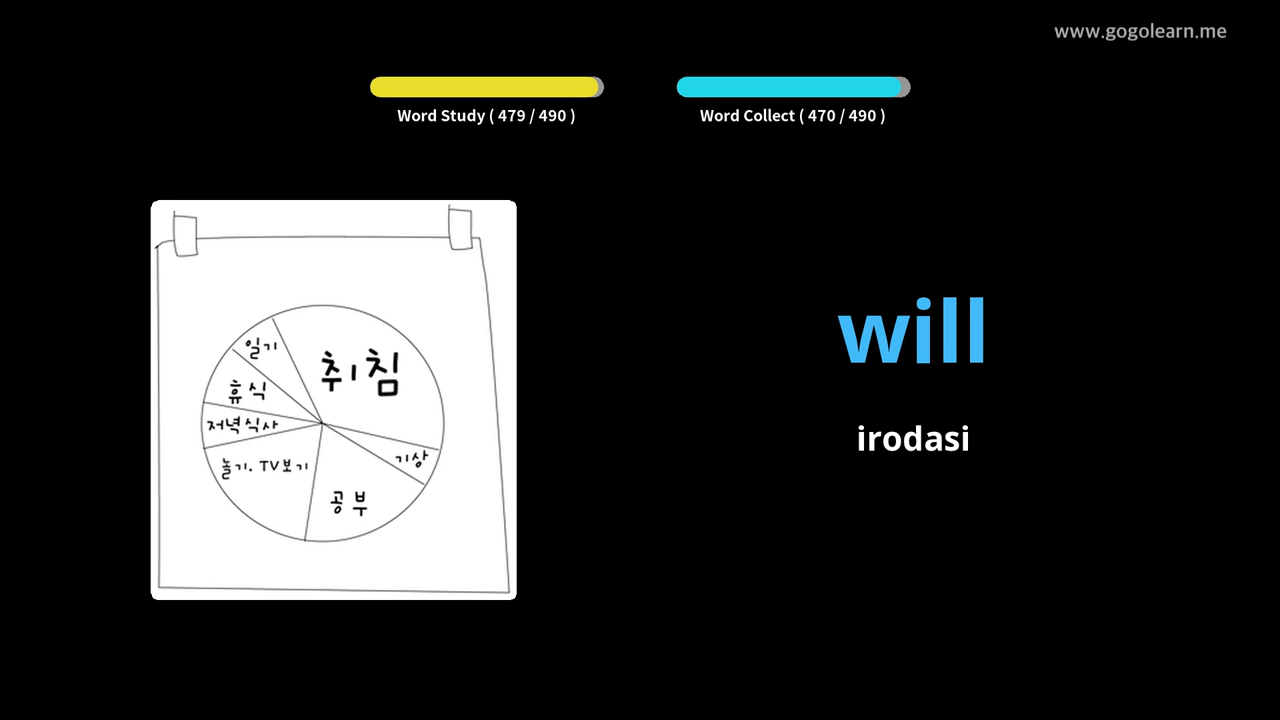 www.gogolearn.me
Word Study ( 479 / 490 )
Word Collect ( 470 / 490 )
일기
취침
휴식
저녁식사
놀기. TV보기
기상
공부
will
irodasi